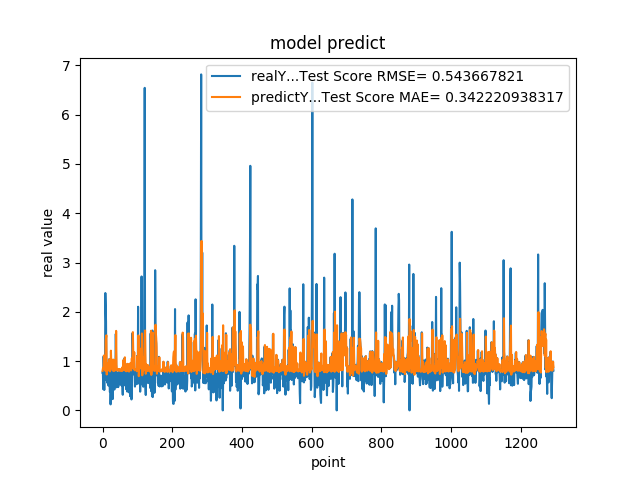 model predict
realY...Test Score RMSE= 0.543667821
predictY...Test Score MAE= 0.342220938317
7
6
5
4
3
2
1
0
real value
0 200 400 600 800 1000 1200
point